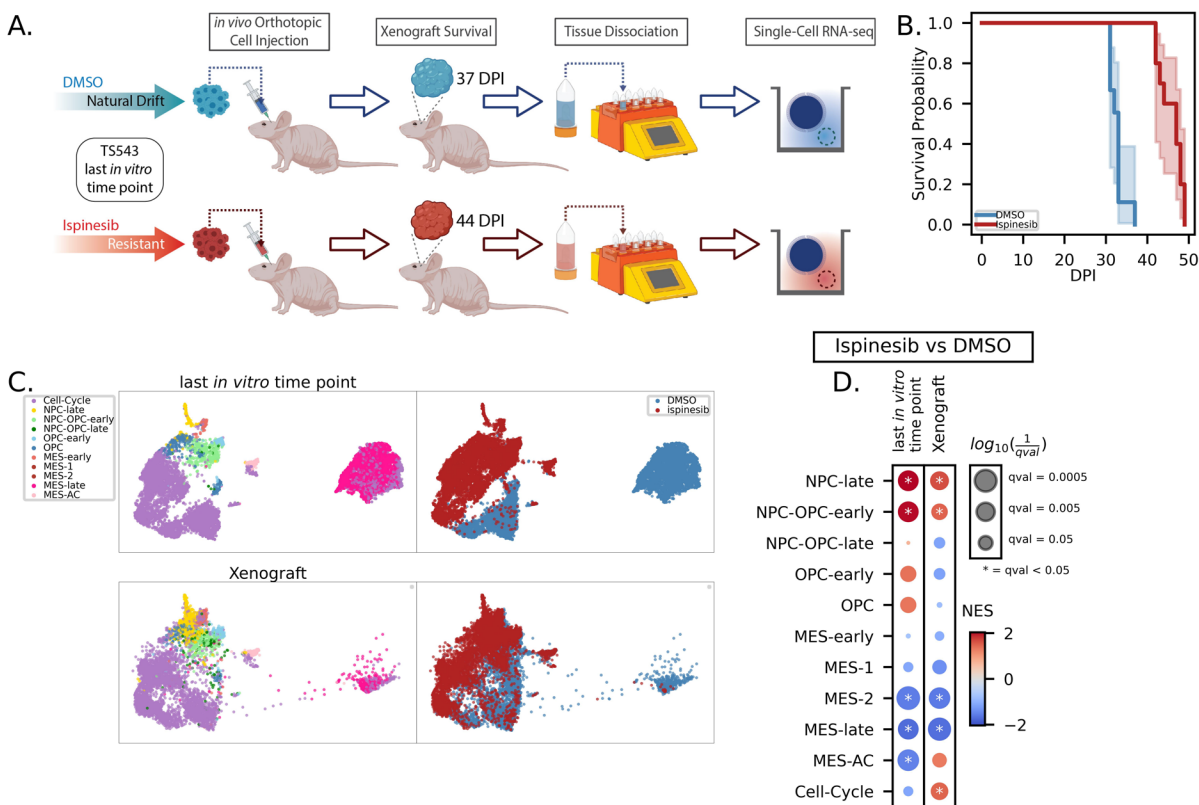 A.
in vivo Orthotopic
Cell Injection
Xenograft Survival
Tissue Dissociation
Single-Cell RNA-seq
DMSO
Natural Drift
37 DPI
TS543
last in vitro
time point
Ispinesib
Resistant
44 DPI
B.
Survival Probability
1.0
0.8
0.6
0.4
0.2
0.0
DMSO
Ispinesib
0
10
20
30
40
50
DPI
C.
last in vitro time point
Cell-Cycle
NPC-late
NPC-OPC-early
NPC-OPC-late
OPC-early
OPC
MES-early
MES-1
MES-2
MES-late
MES-AC
DMSO
ispinesib
Xenograft
Ispinesib vs DMSO
D.
last in vitro
time point
Xenograft
log10(1/qval)
qval = 0.0005
qval = 0.005
qval = 0.05
* = qval < 0.05
NPC-late * *
NPC-OPC-early * *
NPC-OPC-late
OPC-early
OPC
MES-early
MES-1
MES-2 * *
MES-late * *
MES-AC *
Cell-Cycle *
NES
2
1
0
−1
−2